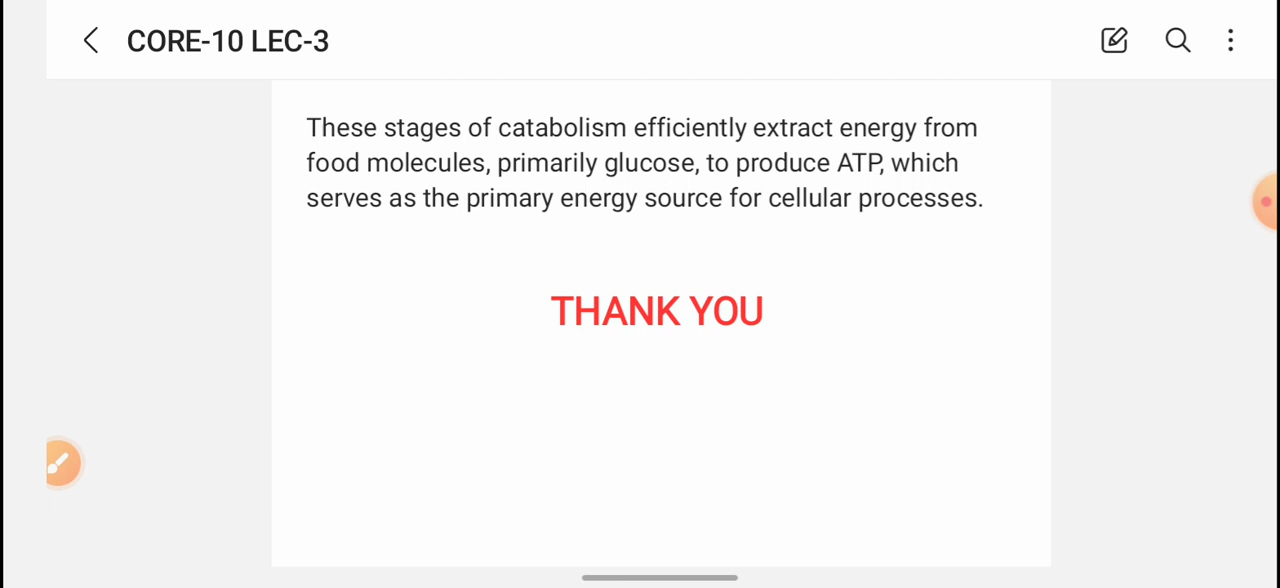 CORE-10 LEC-3
These stages of catabolism efficiently extract energy from
food molecules, primarily glucose, to produce ATP, which
serves as the primary energy source for cellular processes.
THANK YOU